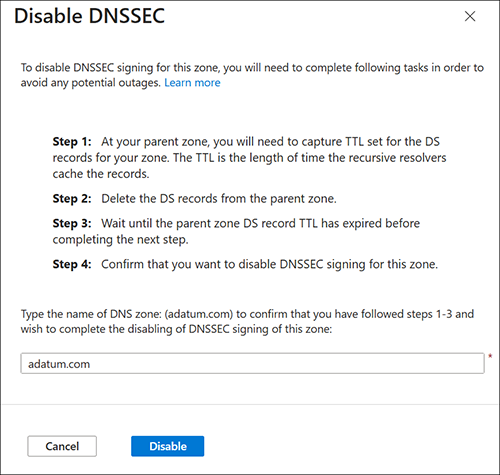 Disable DNSSEC
To disable DNSSEC signing for this zone, you will need to complete following tasks in order to
avoid any potential outages. Learn more
Step 1: At your parent zone, you will need to capture TTL set for the DS
records for your zone. The TTL is the length of time the recursive resolvers
cache the records.
Step 2: Delete the DS records from the parent zone.
Step 3: Wait until the parent zone DS record TTL has expired before
completing the next step.
Step 4: Confirm that you want to disable DNSSEC signing for this zone.
Type the name of DNS zone: (adatum.com) to confirm that you have followed steps 1-3 and
wish to complete the disabling of DNSSEC signing of this zone:
adatum.com *
Cancel Disable